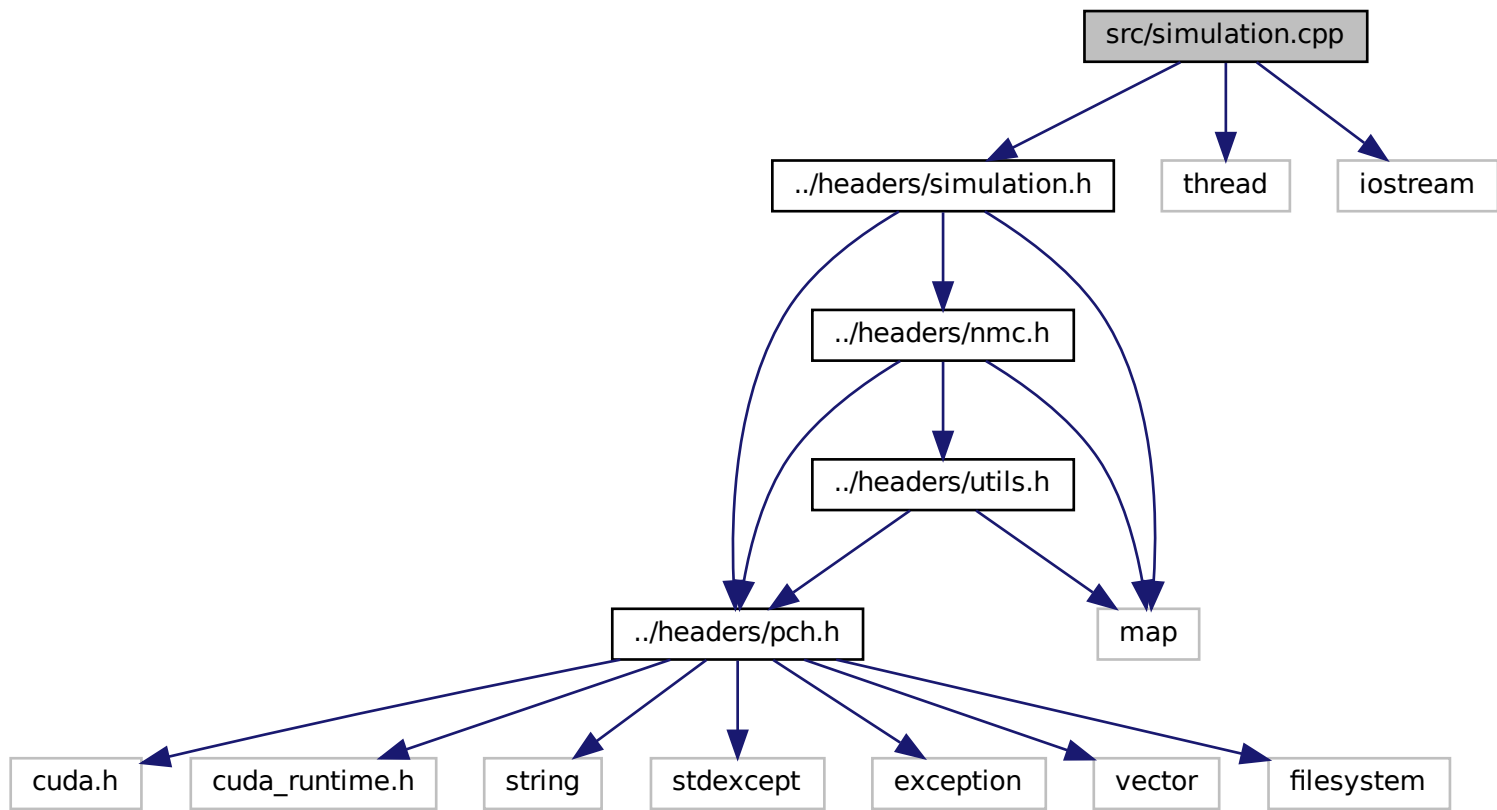 src/simulation.cpp
../headers/simulation.h
thread
iostream
../headers/nmc.h
../headers/utils.h
../headers/pch.h
map
cuda.h
cuda_runtime.h
string
stdexcept
exception
vector
filesystem